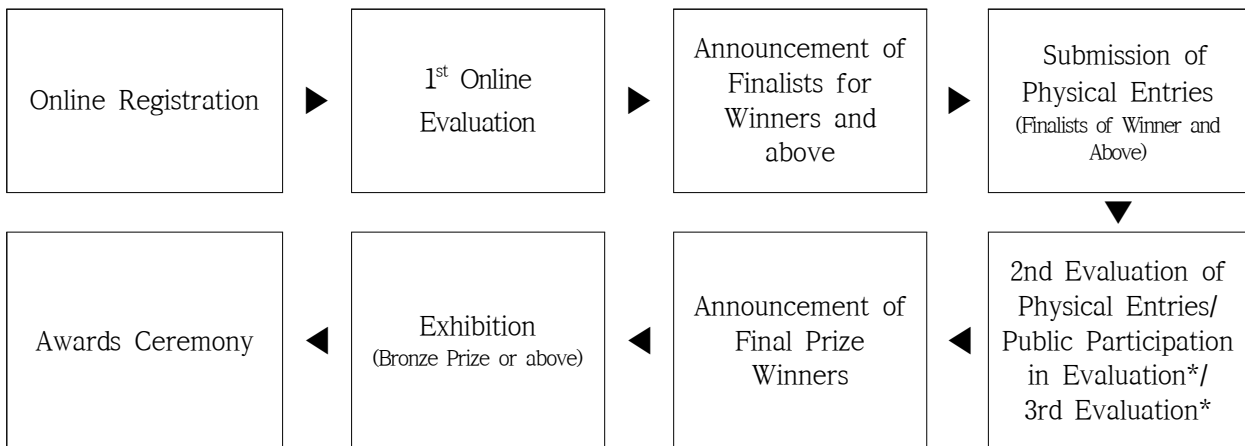 Online Registration
1st Online
Evaluation
Announcement of
Finalists for
Winners and
above
Submission of
Physical Entries
(Finalists of Winner and
Above)
2nd Evaluation of
Physical Entries/
Public Participation
in Evaluation*/
3rd Evaluation*
Announcement of
Final Prize
Winners
Exhibition
(Bronze Prize or above)
Awards Ceremony